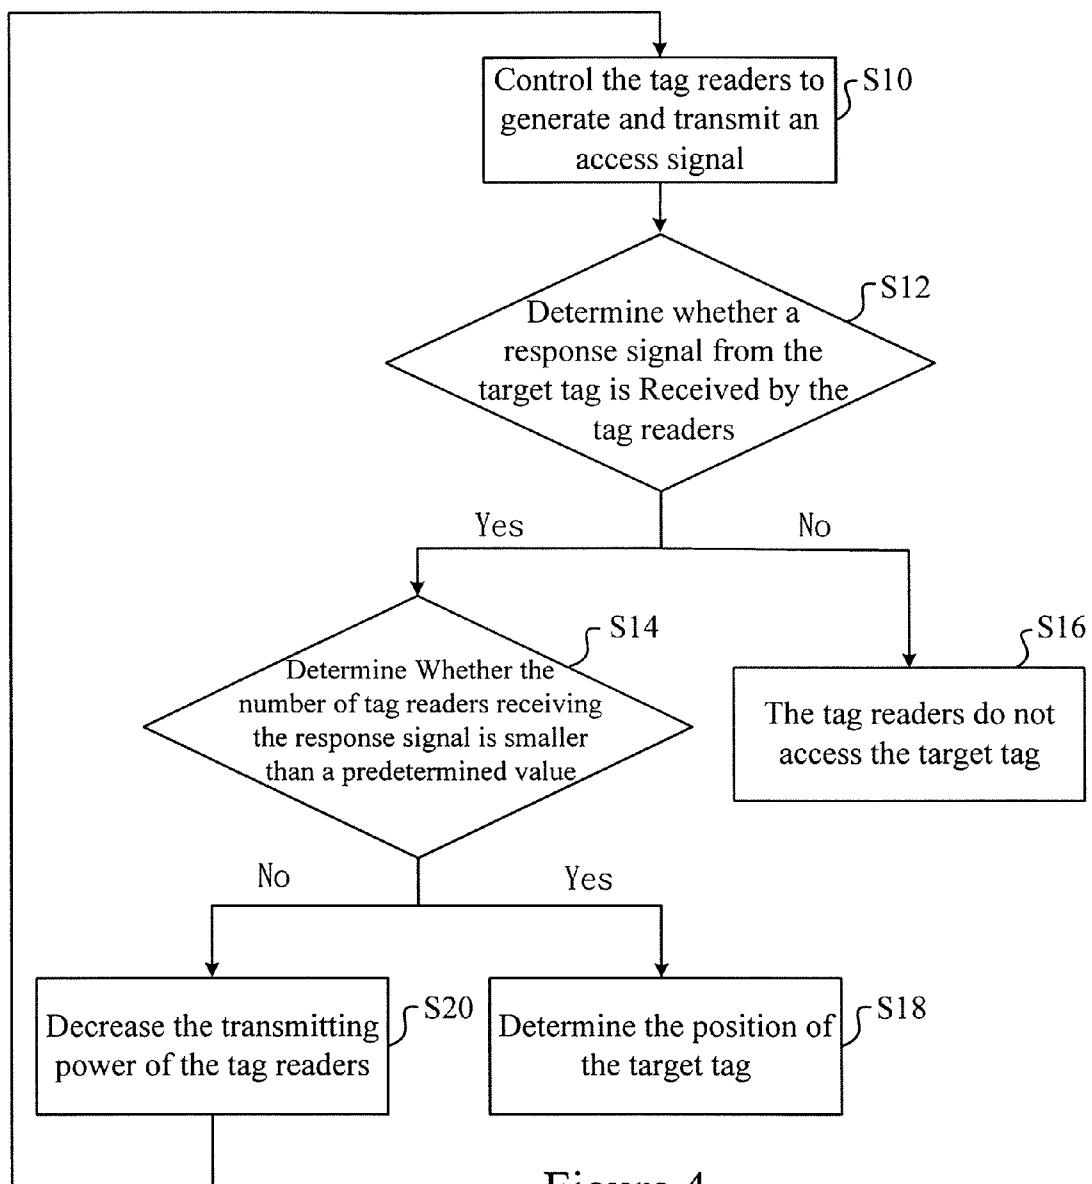 Control the tag readers to
generate and transmit an
access signal
S10
Determine whether a
response signal from the
target tag is Received by the
tag readers
S12
Yes
No
Determine Whether the
number of tag readers receiving
the response signal is smaller
than a predetermined value
S14
The tag readers do not
access the target tag
S16
No
Yes
Decrease the transmitting
power of the tag readers
S20
Determine the position of
the target tag
S18
Figure 4